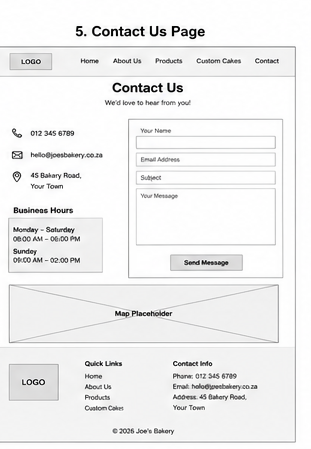 5. Contact Us Page
LOGO
Home About Us Products Custom Cakes Contact
Contact Us
We'd love to hear from you!
012 345 6789
hello@joesbakery.co.za
45 Bakery Road,
Your Town
Business Hours
Monday – Saturday
08:00 AM – 06:00 PM
Sunday
09:00 AM – 02:00 PM
Your Name
Email Address
Subject
Your Message
Send Message
Map Placeholder
LOGO
Quick Links
Home
About Us
Products
Custom Cakes
Contact Info
Phone: 012 345 6789
Email: hello@joesbakery.co.za
Address: 45 Bakery Road,
Your Town
© 2025 Joe's Bakery